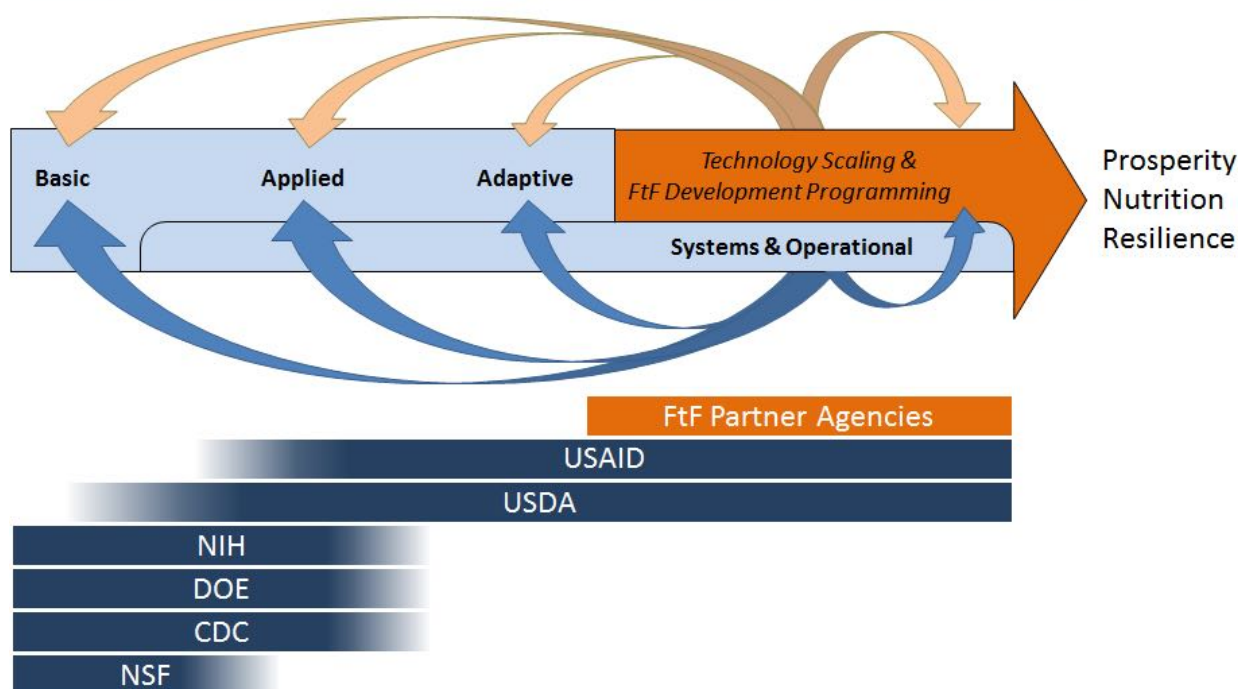 Basic
Applied
Adaptive
Technology Scaling &
FtF Development Programming
Systems & Operational
Prosperity
Nutrition
Resilience
FtF Partner Agencies
USAID
USDA
NIH
DOE
CDC
NSF